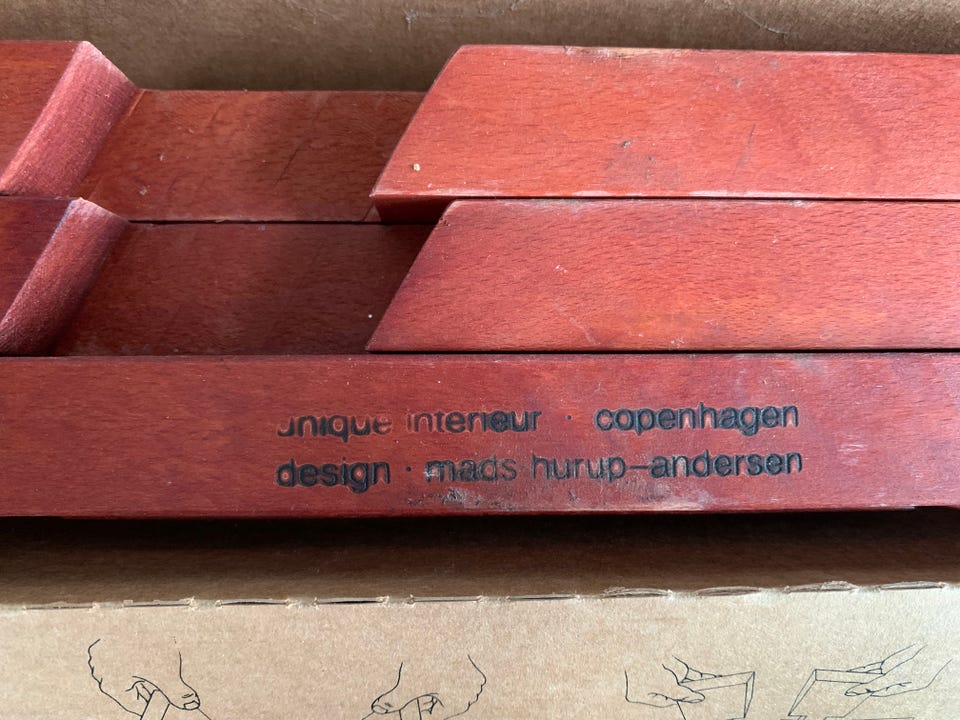 unique interieur · copenhagen
design · mads hurup-andersen